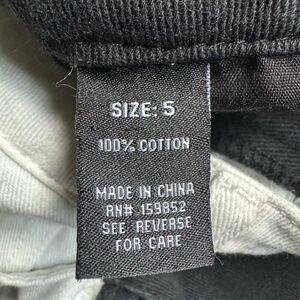 SIZE: 5
100% COTTON
MADE IN CHINA
RN# 159852
SEE REVERSE
FOR CARE